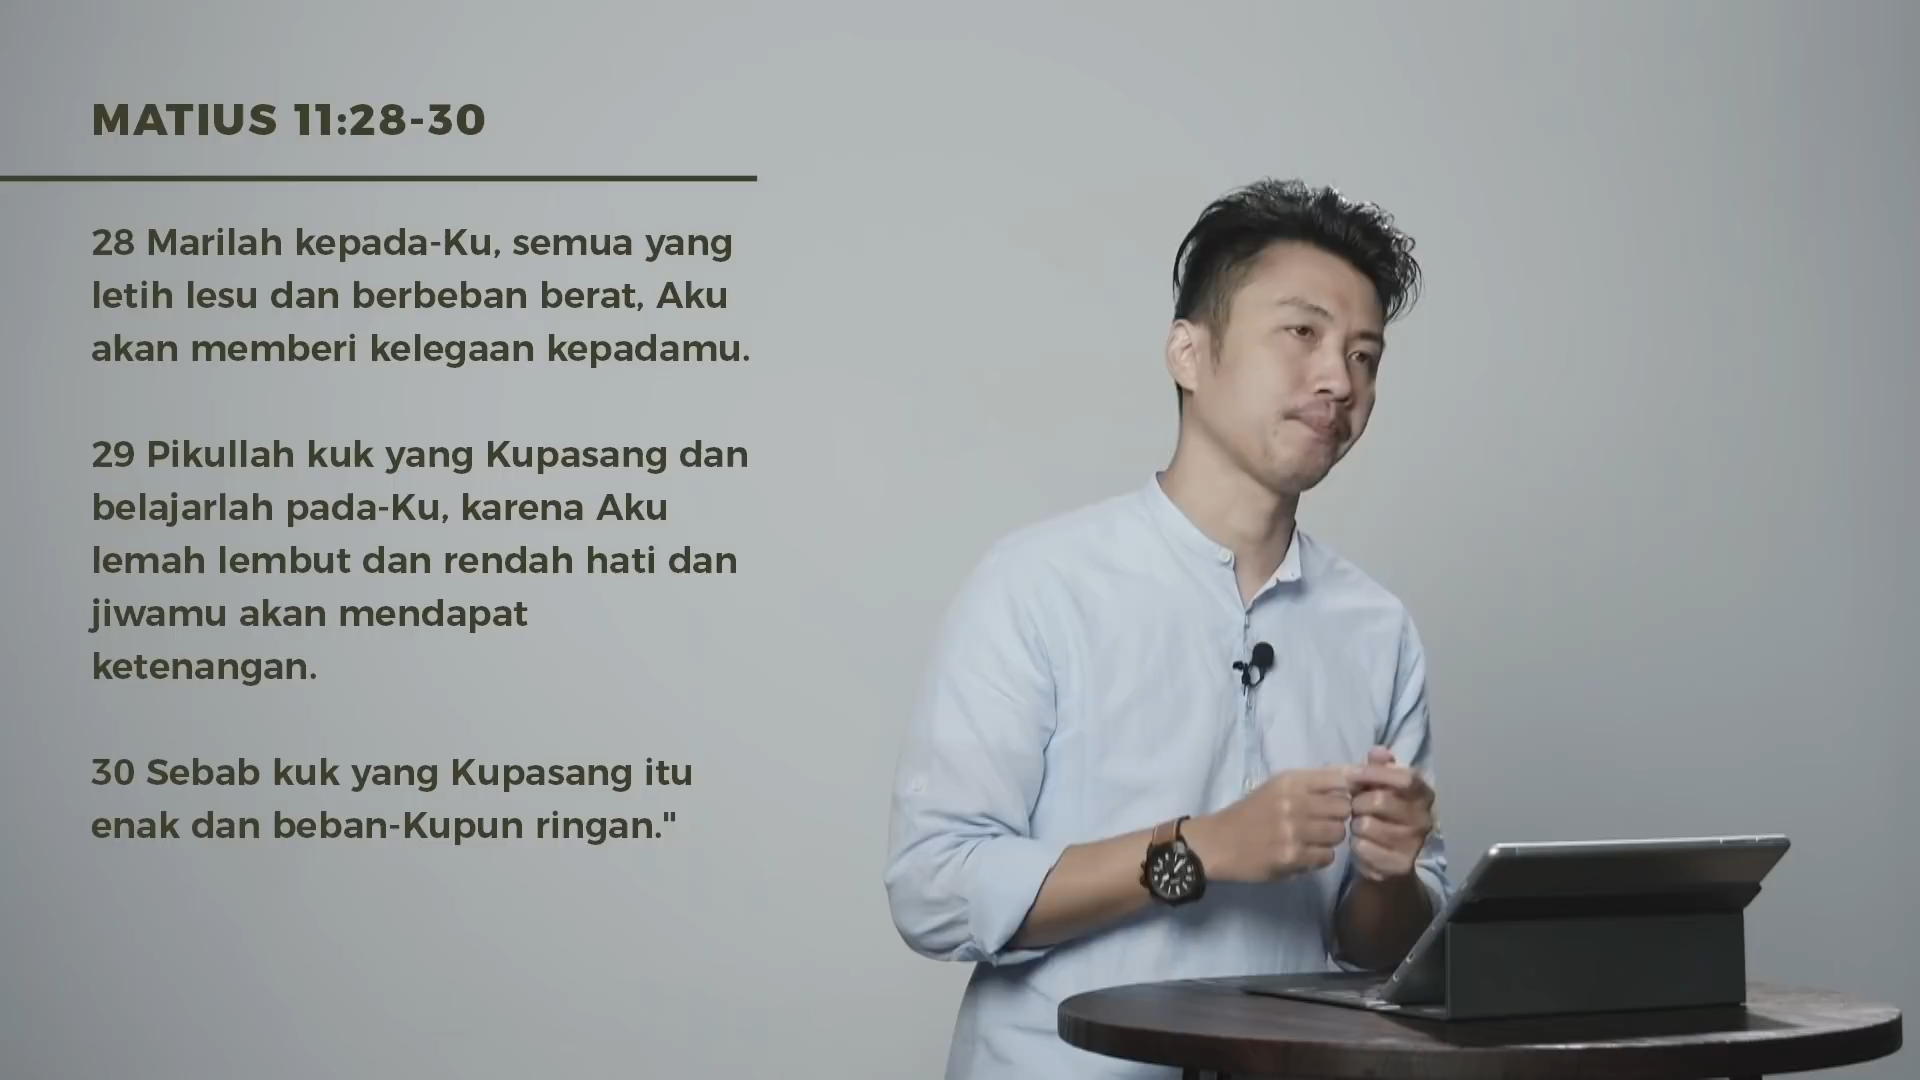 MATIUS 11:28-30
28 Marilah kepada-Ku, semua yang
letih lesu dan berbeban berat, Aku
akan memberi kelegaan kepadamu.
29 Pikullah kuk yang Kupasang dan
belajarlah pada-Ku, karena Aku
lemah lembut dan rendah hati dan
jiwamu akan mendapat
ketenangan.
30 Sebab kuk yang Kupasang itu
enak dan beban-Kupun ringan."